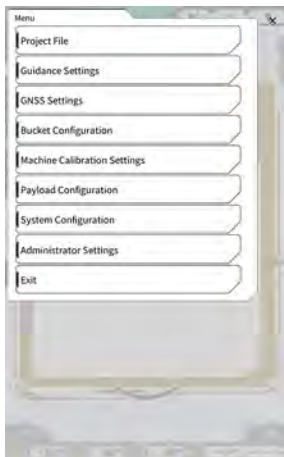 Menu
Project File
Guidance Settings
GNSS Settings
Bucket Configuration
Machine Calibration Settings
Payload Configuration
System Configuration
Administrator Settings
Exit